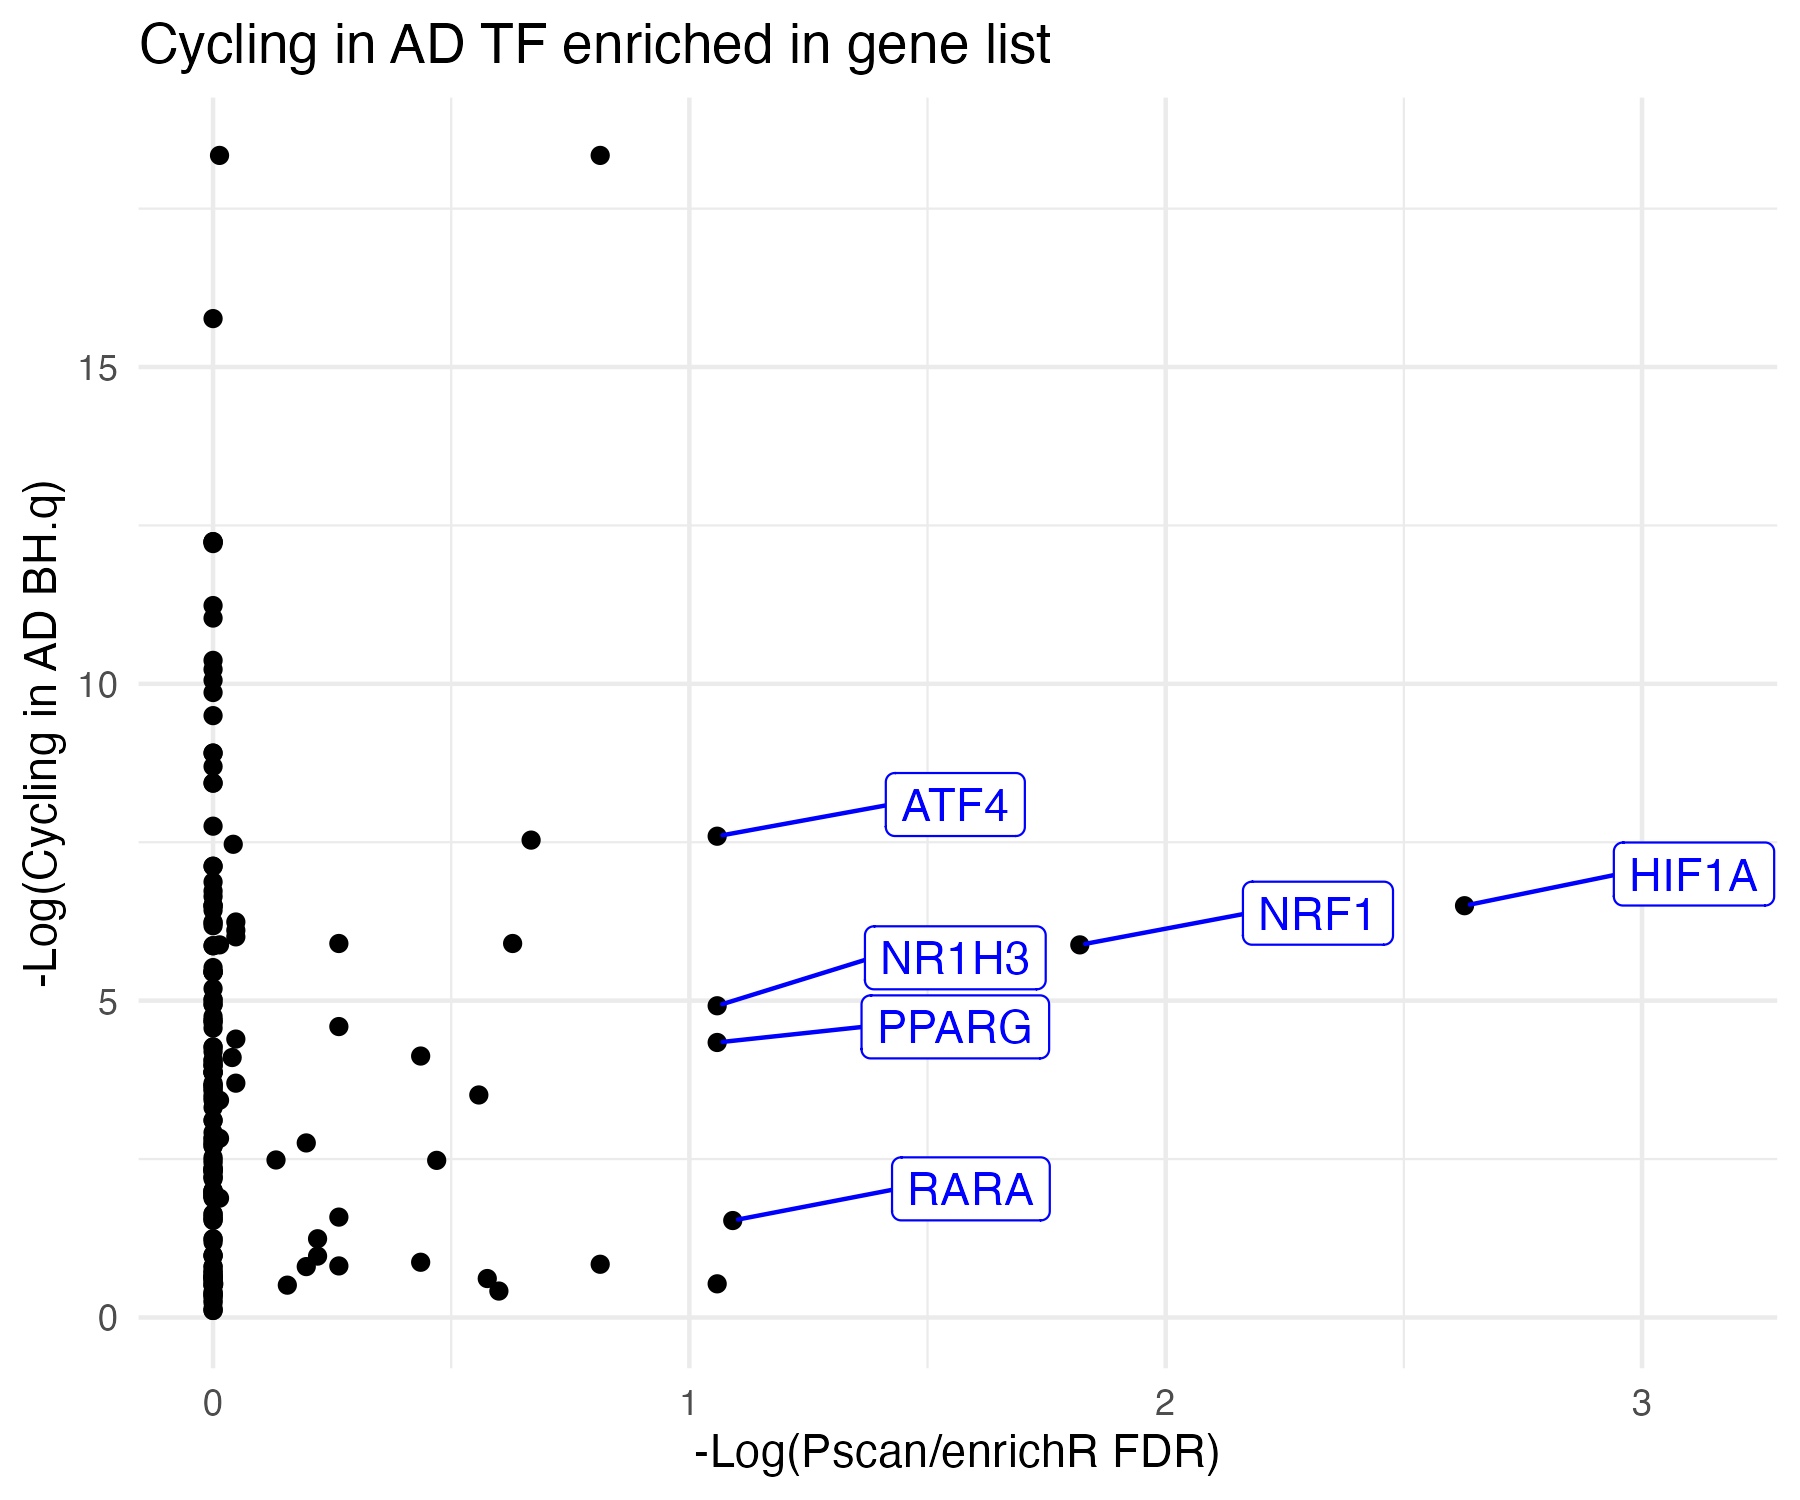 Cycling in AD TF enriched in gene list
-Log(Cycling in AD BH.q)
15
10
5
0
ATF4
HIF1A
NRF1
NR1H3
PPARG
RARA
0 1 2 3
-Log(Pscan/enrichR FDR)